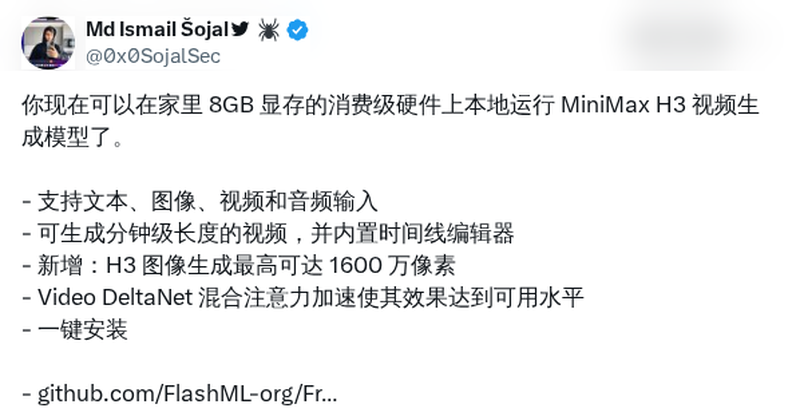 Md Ismail Šojal
@0x0SojalSec
你现在可以在家里 8GB 显存的消费级硬件上本地运行 MiniMax H3 视频生
成模型了。
- 支持文本、图像、视频和音频输入
- 可生成分钟级长度的视频，并内置时间线编辑器
- 新增：H3 图像生成最高可达 1600 万像素
- Video DeltaNet 混合注意力加速使其效果达到可用水平
- 一键安装
- github.com/FlashML-org/Fr...